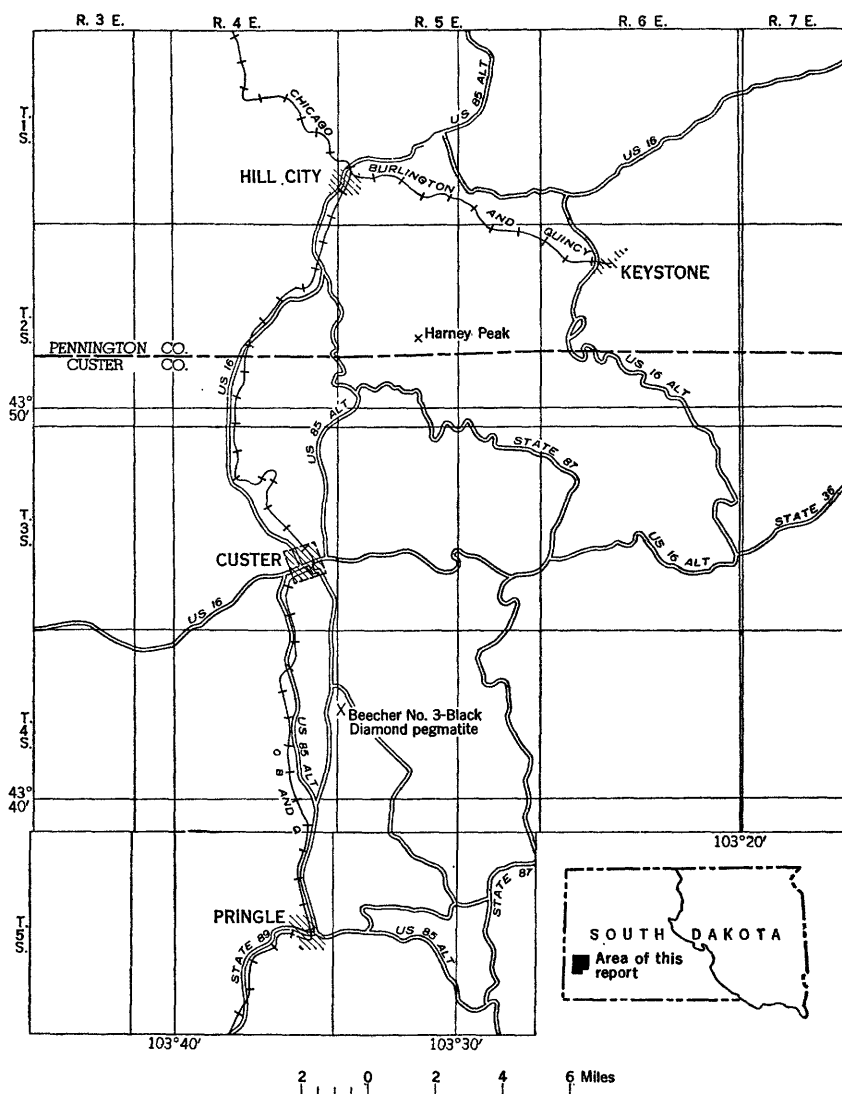 R. 3 E. R. 4 E. R. 5 E. R. 6 E. R. 7 E.
T. 1 S.
CHICAGO
US 85 ALT
US 16
HILL CITY
BURLINGTON
AND
QUINCY
KEYSTONE
T. 2 S.
Harney Peak
PENNINGTON CO.
CUSTER CO.
US 16
US 16 ALT
43° 50'
US 85 ALT
STATE 87
T. 3 S.
STATE 36
CUSTER
US 16 ALT
US 16
T. 4 S.
Beecher No. 3-Black
Diamond pegmatite
US 85 ALT
C B AND Q
43° 40'
103°20'
STATE 87
T. 5 S.
PRINGLE
STATE 89
US 85 ALT
SOUTH DAKOTA
Area of this
report
103°40' 103°30'
2 0 2 4 6 Miles